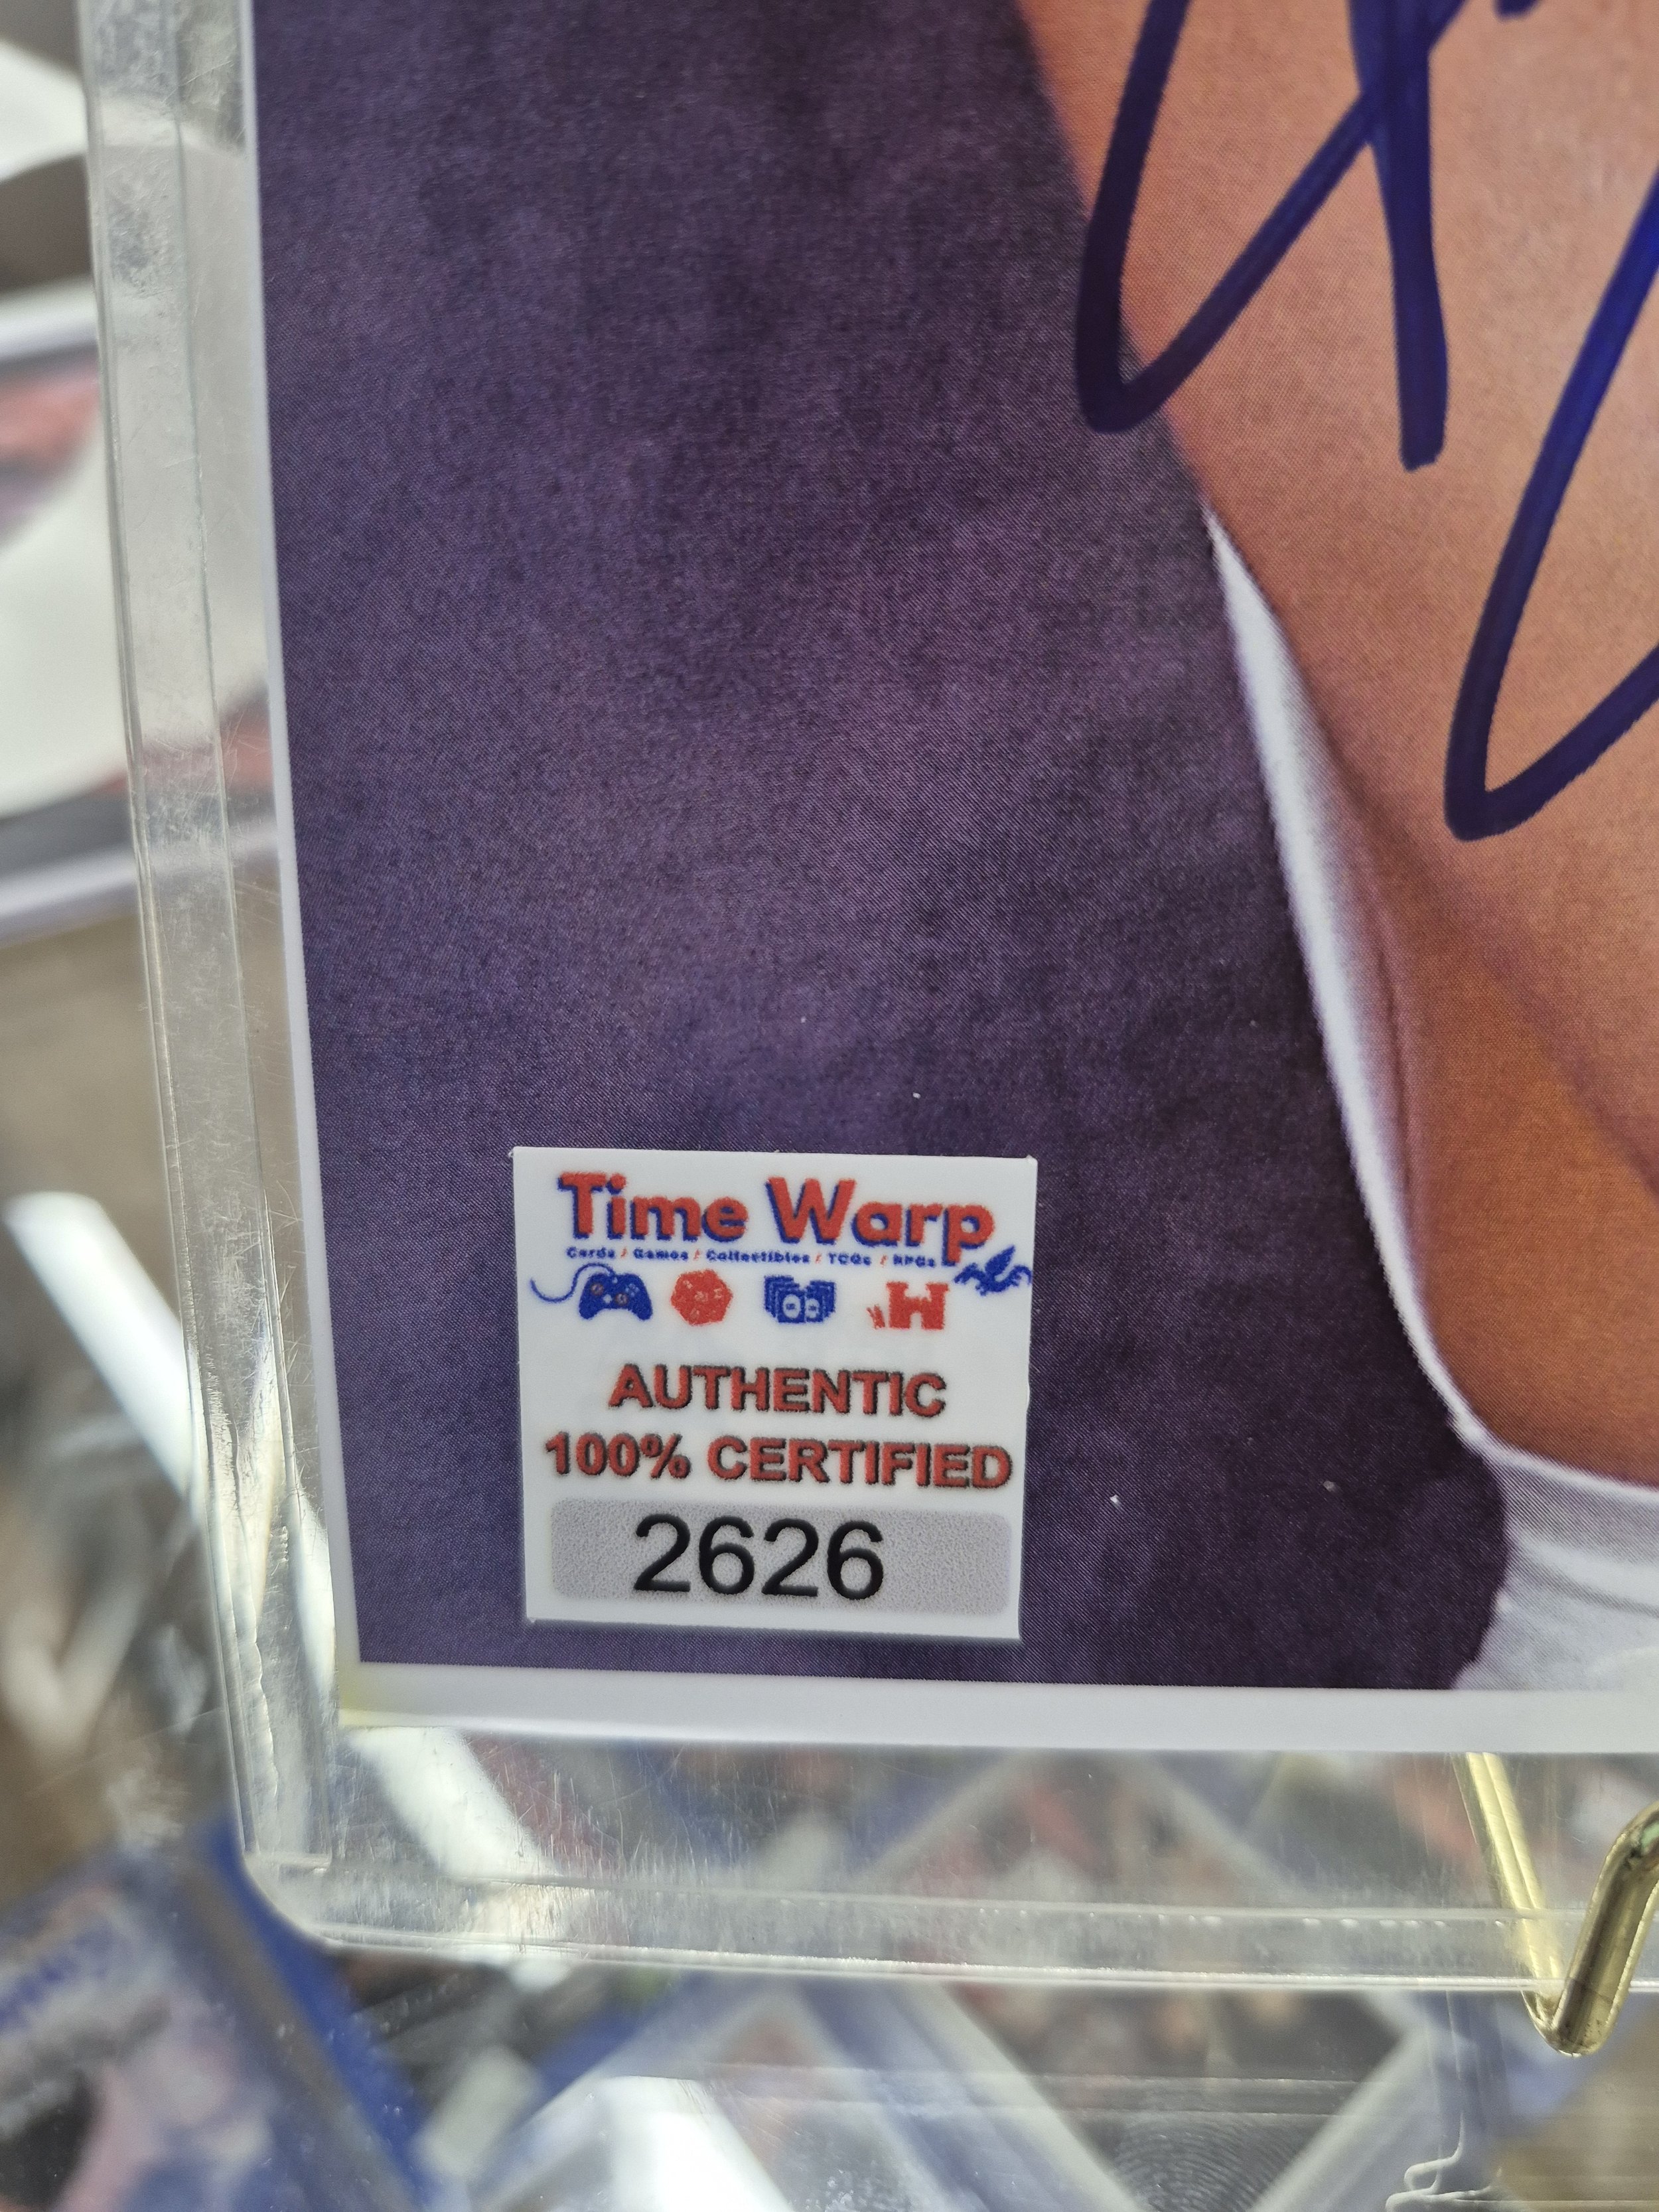 Time Warp
Cards / Games / Collectibles / TCGs / RPGs
AUTHENTIC
100% CERTIFIED
2626